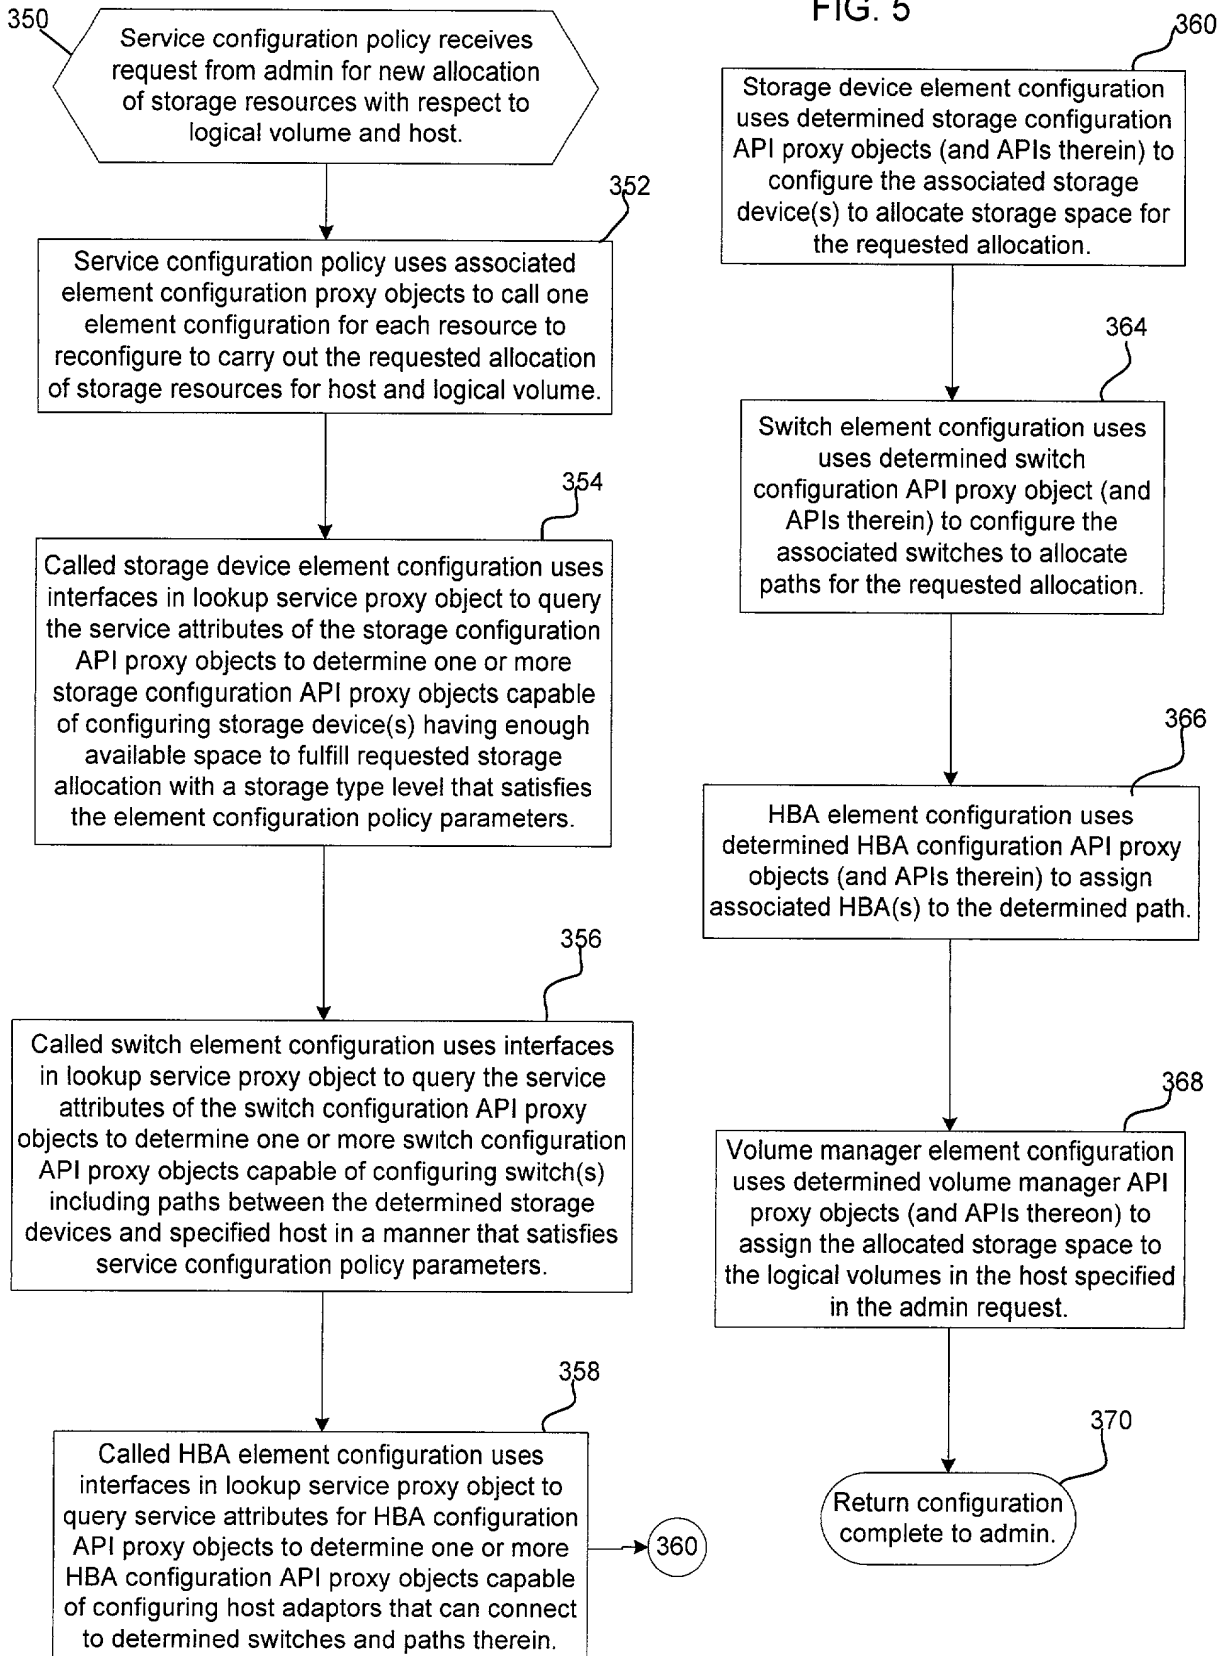 FIG. 5
350
Service configuration policy receives
request from admin for new allocation
of storage resources with respect to
logical volume and host.
352
Service configuration policy uses associated
element configuration proxy objects to call one
element configuration for each resource to
reconfigure to carry out the requested allocation
of storage resources for host and logical volume.
354
Called storage device element configuration uses
interfaces in lookup service proxy object to query
the service attributes of the storage configuration
API proxy objects to determine one or more
storage configuration API proxy objects capable
of configuring storage device(s) having enough
available space to fulfill requested storage
allocation with a storage type level that satisfies
the element configuration policy parameters.
356
Called switch element configuration uses interfaces
in lookup service proxy object to query the service
attributes of the switch configuration API proxy
objects to determine one or more switch configuration
API proxy objects capable of configuring switch(s)
including paths between the determined storage
devices and specified host in a manner that satisfies
service configuration policy parameters.
358
Called HBA element configuration uses
interfaces in lookup service proxy object to
query service attributes for HBA configuration
API proxy objects to determine one or more
HBA configuration API proxy objects capable
of configuring host adaptors that can connect
to determined switches and paths therein.
360
360
Storage device element configuration
uses determined storage configuration
API proxy objects (and APIs therein) to
configure the associated storage
device(s) to allocate storage space for
the requested allocation.
364
Switch element configuration uses
uses determined switch
configuration API proxy object (and
APIs therein) to configure the
associated switches to allocate
paths for the requested allocation.
366
HBA element configuration uses
determined HBA configuration API proxy
objects (and APIs therein) to assign
associated HBA(s) to the determined path.
368
Volume manager element configuration
uses determined volume manager API
proxy objects (and APIs thereon) to
assign the allocated storage space to
the logical volumes in the host specified
in the admin request.
370
Return configuration
complete to admin.